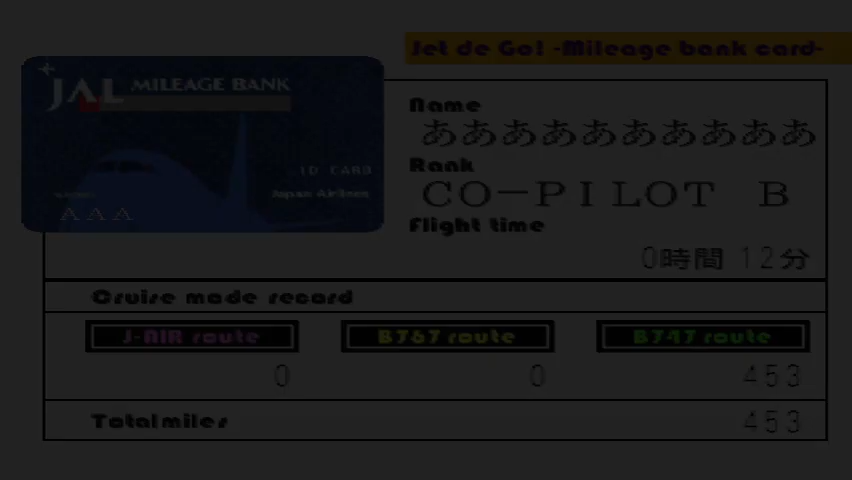 Jet de Go! -Mileage bank card-
JAL MILEAGE BANK
ID CARD
Japan Airlines
AAA
Name
ああああああああああ
Rank
CO-PILOT B
Flight time
0時間 12分
Cruise mode record
J-AIR route
B767 route
B747 route
0
0
453
Total miles
453